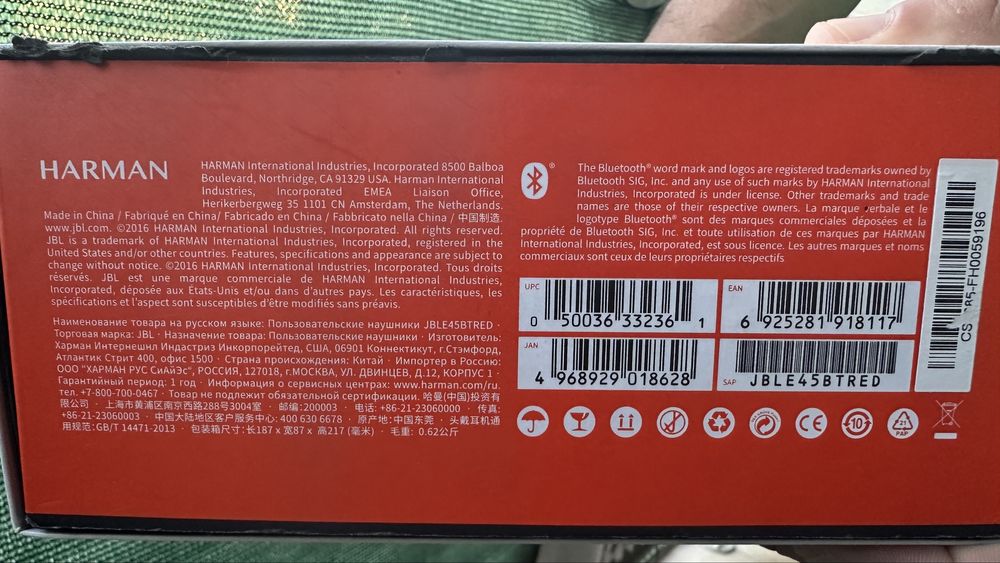 HARMAN
HARMAN International Industries, Incorporated 8500 Balboa
Boulevard, Northridge, CA 91329 USA. Harman International
Industries, Incorporated EMEA Liaison Office,
Herikerbergweg 35 1101 CN Amsterdam, The Netherlands.
Made in China / Fabriqué en China/ Fabricado en China / Fabbricato nella China / 中国制造.
www.jbl.com. ©2016 HARMAN International Industries, Incorporated. All rights reserved.
JBL is a trademark of HARMAN International Industries, Incorporated, registered in the
United States and/or other countries. Features, specifications and appearance are subject to
change without notice. ©2016 HARMAN International Industries, Incorporated. Tous droits
réservés. JBL est une marque commerciale de HARMAN International Industries,
Incorporated, déposée aux États-Unis et/ou dans d'autres pays. Les caractéristiques, les
spécifications et l'aspect sont susceptibles d'être modifiés sans préavis.
Наименование товара на русском языке: Пользовательские наушники JBLE45BTRED ·
Торговая марка: JBL · Назначение товара: Пользовательские наушники · Изготовитель:
Харман Интернешнл Индастриз Инкорпорейтед, США, 06901 Коннектикут, г.Стэмфорд,
Атлантик Стрит 400, офис 1500 · Страна происхождения: Китай · Импортер в Россию:
ООО "ХАРМАН РУС СиАйЭс", РОССИЯ, 127018, г.МОСКВА, УЛ. ДВИНЦЕВ, Д.12, КОРПУС 1 ·
Гарантийный период: 1 год · Информация о сервисных центрах: www.harman.com/ru.
тел. +7-800-700-0467 · Товар не подлежит обязательной сертификации. 哈曼(中国)投资有
限公司 · 上海市黄浦区南京西路288号3004室 · 邮编:200003 · 电话: +86-21-23060000 · 传真:
+86-21-23060003 · 中国大陆地区客户服务中心: 400 630 6678 · 原产地:中国东莞 · 头戴耳机通
用规范:GB/T 14471-2013 · 包装箱尺寸:长187 x 宽87 x 高217 (毫米) · 毛重: 0.62公斤
®
The Bluetooth® word mark and logos are registered trademarks owned by
Bluetooth SIG, Inc. and any use of such marks by HARMAN International
Industries, Incorporated is under license. Other trademarks and trade
names are those of their respective owners. La marque verbale et le
logotype Bluetooth® sont des marques commerciales déposées et la
propriété de Bluetooth SIG, Inc. et toute utilisation de ces marques par HARMAN
International Industries, Incorporated, est sous licence. Les autres marques et noms
commerciaux sont ceux de leurs propriétaires respectifs
UPC
0 50036 33236 1
EAN
6 925281 918117
JAN
4 968929 018628
SAP
JBLE45BTRED
CE
10
21
PAP
CS 85-FH0059196